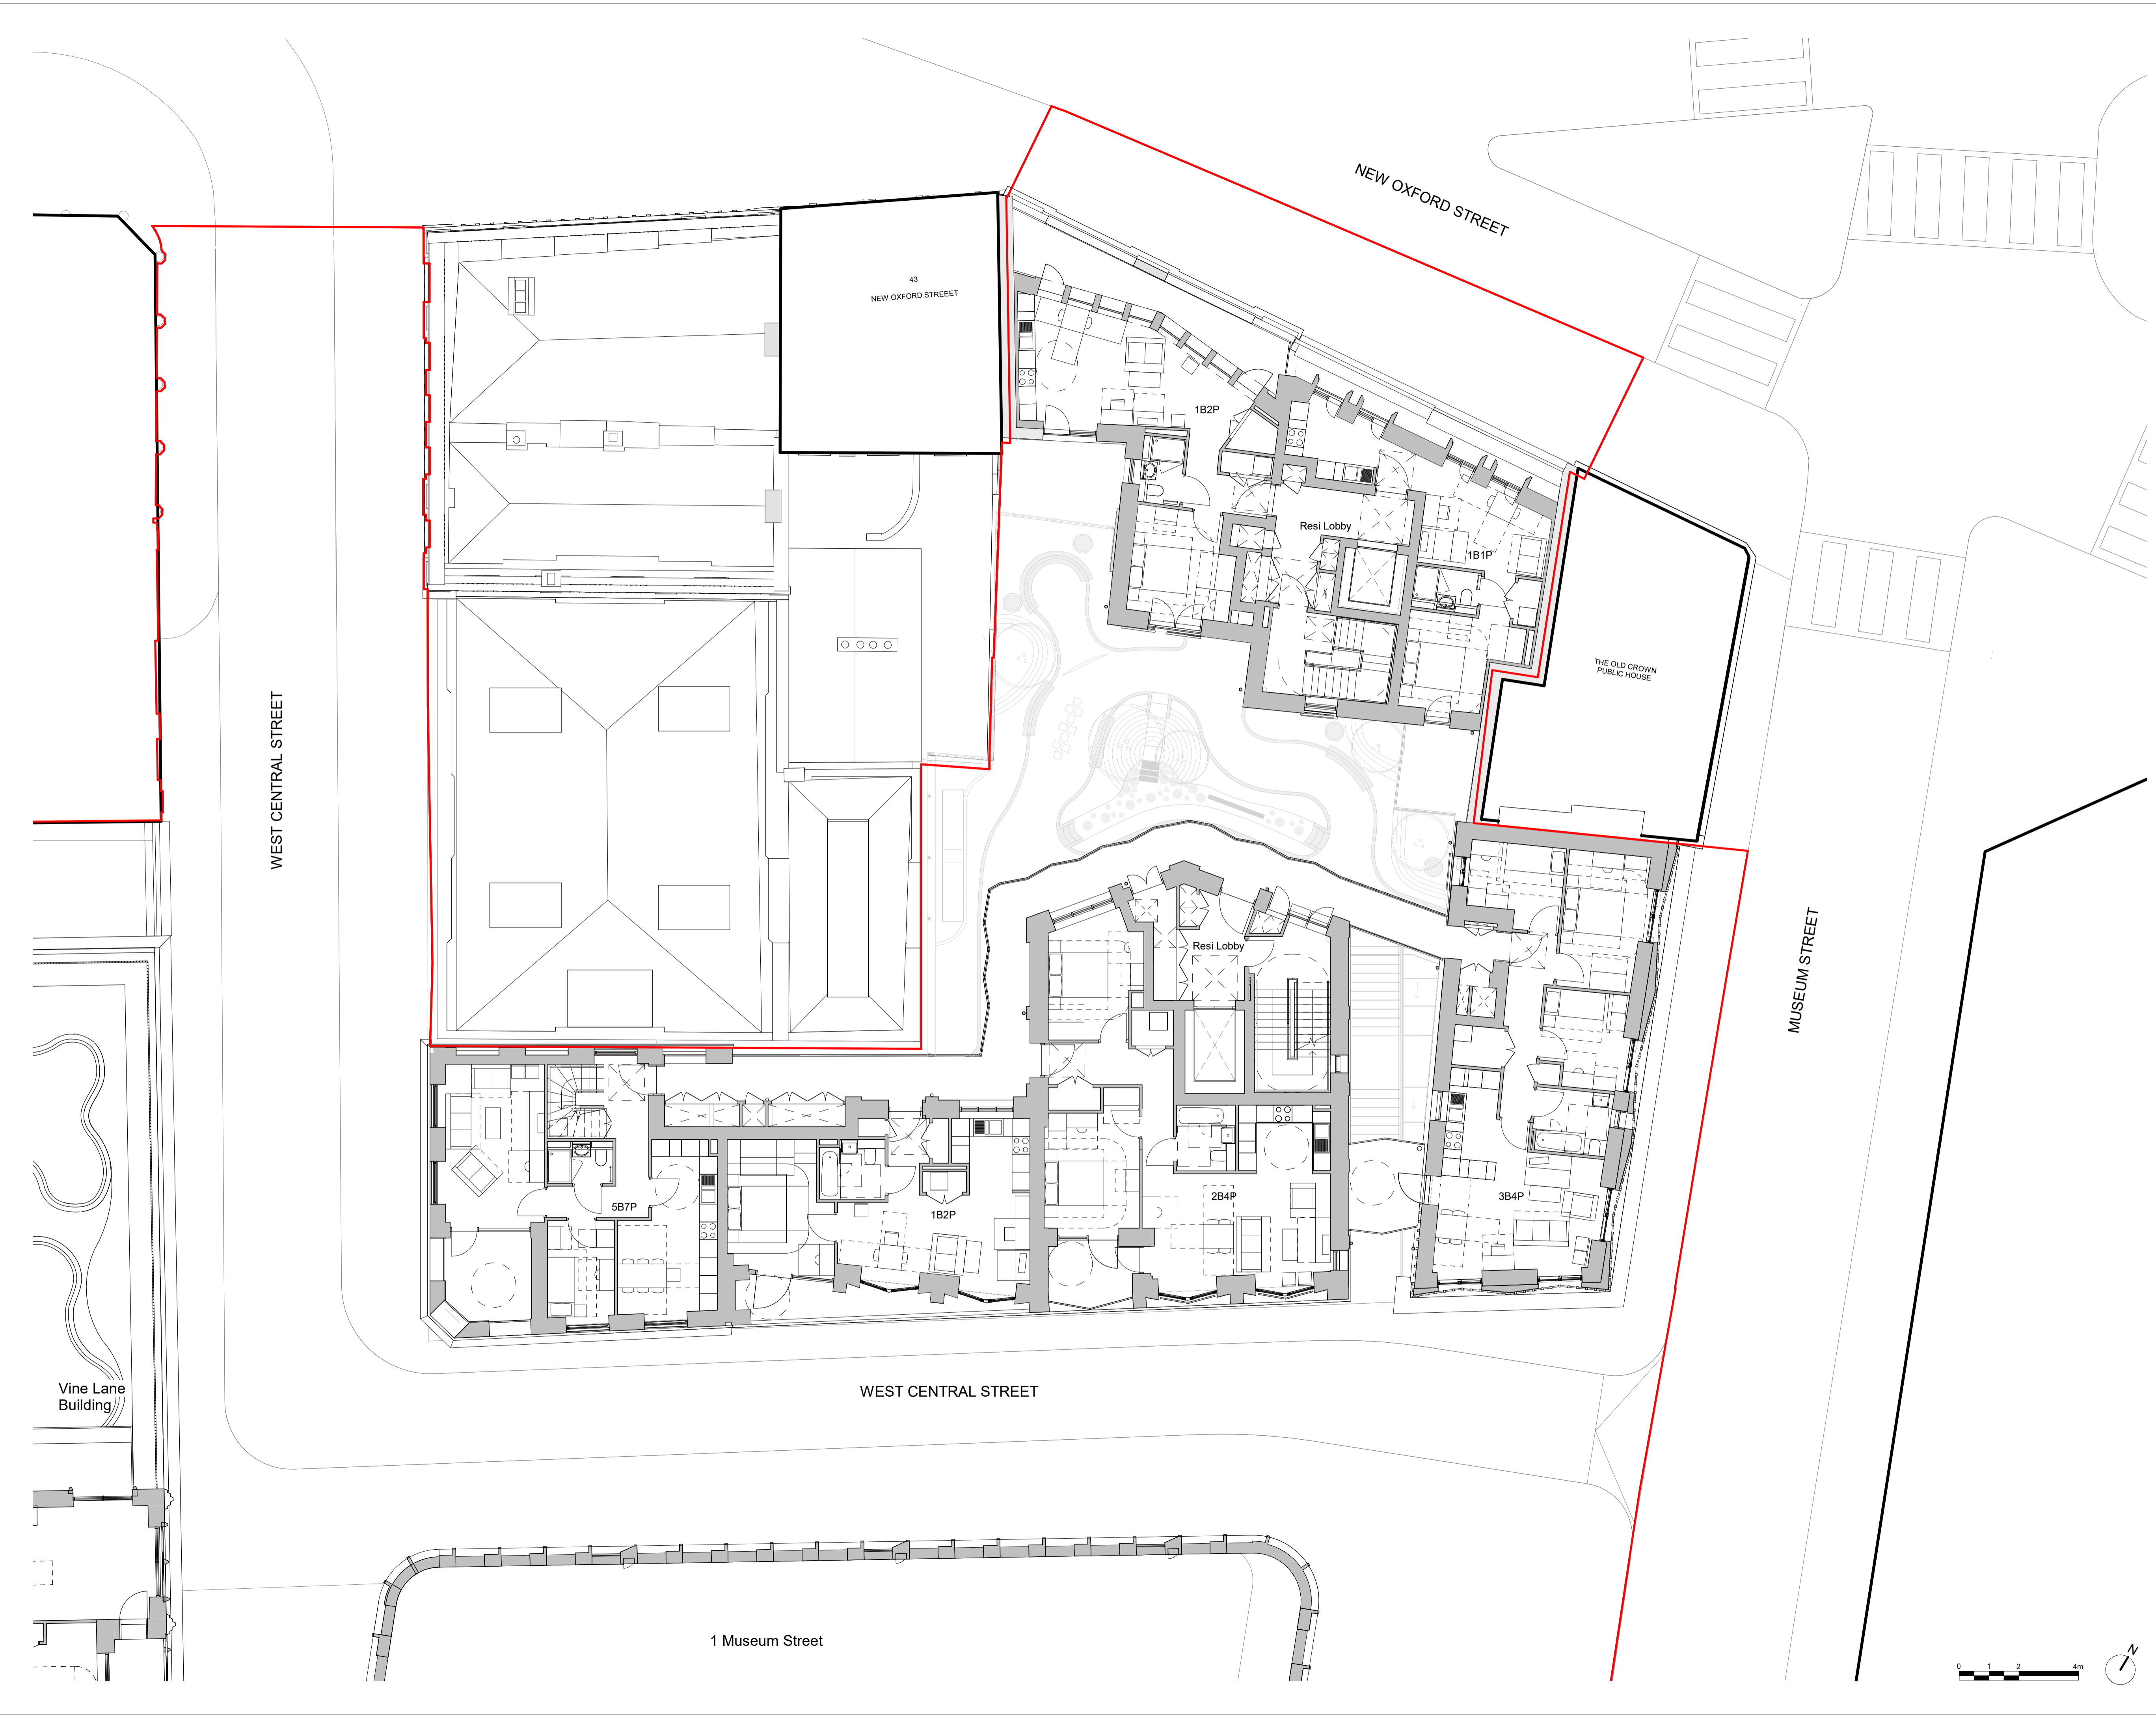 NEW OXFORD STREET
43
NEW OXFORD STREEET
1B2P
Resi Lobby
1B1P
THE OLD CROWN
PUBLIC HOUSE
WEST CENTRAL STREET
MUSEUM STREET
Resi Lobby
5B7P
1B2P
2B4P
3B4P
Vine Lane
Building
WEST CENTRAL STREET
1 Museum Street
0 1 2 4m
N